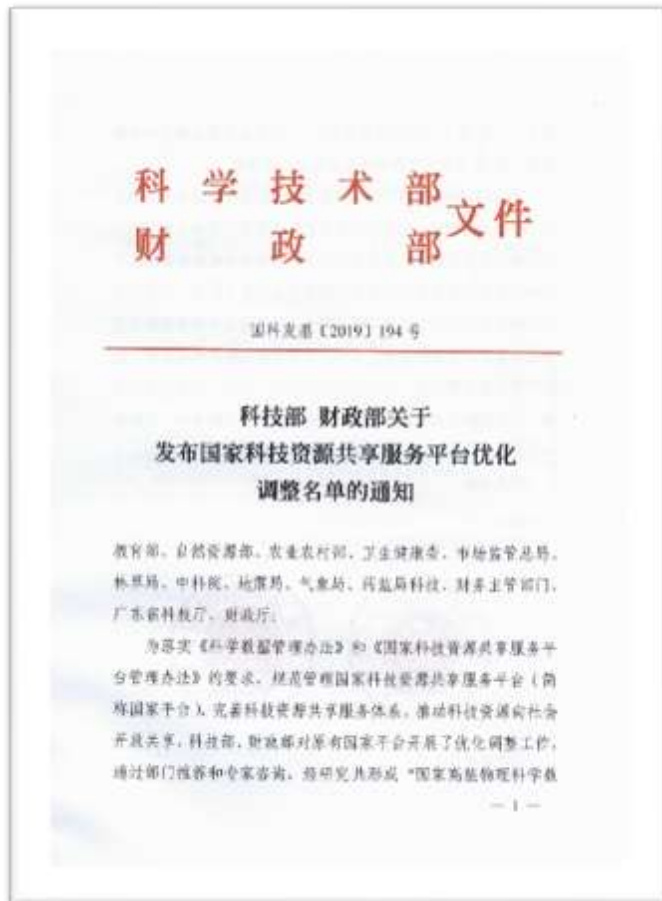 科学技术部
财政部
文件
国科发基〔2019〕194号
科技部 财政部关于
发布国家科技资源共享服务平台优化
调整名单的通知
教育部、自然资源部、农业农村部、卫生健康委、市场监管总局、
林草局、中科院、地震局、气象局、药监局科技、财务主管部门,
广东省科技厅、财政厅:
为落实《科学数据管理办法》和《国家科技资源共享服务平
台管理办法》的要求,规范管理国家科技资源共享服务平台(简
称国家平台),完善科技资源共享服务体系,推动科技资源向社会
开放共享,科技部、财政部对原有国家平台开展了优化调整工作,
通过部门推荐和专家咨询,经研究共形成“国家高能物理科学数
— 1 —